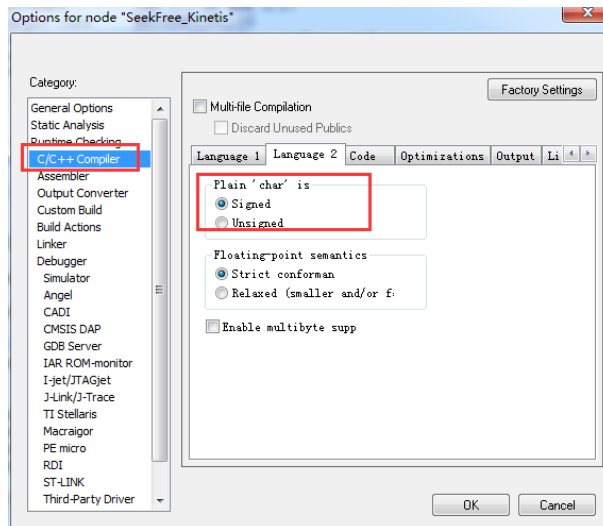 Options for node "SeekFree_Kinetis"
Category:
General Options
Static Analysis
Runtime Checking
C/C++ Compiler
Assembler
Output Converter
Custom Build
Build Actions
Linker
Debugger
Simulator
Angel
CADI
CMSIS DAP
GDB Server
IAR ROM-monitor
I-jet/JTAGjet
J-Link/J-Trace
TI Stellaris
Macraigor
PE micro
RDI
ST-LINK
Third-Party Driver
Factory Settings
Multi-file Compilation
Discard Unused Publics
Language 1 Language 2 Code Optimizations Output Li
Plain 'char' is
Signed
Unsigned
Floating-point semantics
Strict conforman
Relaxed (smaller and/or f:
Enable multibyte supp
OK Cancel